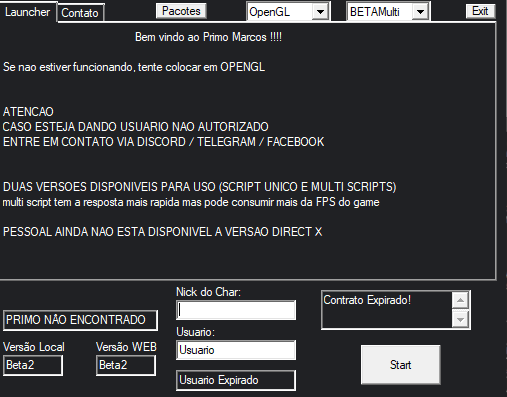 Launcher
Contato
Pacotes
OpenGL
BETAMulti
Exit
Bem vindo ao Primo Marcos !!!!
Se nao estiver funcionando, tente colocar em OPENGL
ATENCAO
CASO ESTEJA DANDO USUARIO NAO AUTORIZADO
ENTRE EM CONTATO VIA DISCORD / TELEGRAM / FACEBOOK
DUAS VERSOES DISPONIVEIS PARA USO (SCRIPT UNICO E MULTI SCRIPTS)
multi script tem a resposta mais rapida mas pode consumir mais da FPS do game
PESSOAL AINDA NAO ESTA DISPONIVEL A VERSAO DIRECT X
Nick do Char:
Contrato Expirado!
PRIMO NÃO ENCONTRADO
Usuario:
Versão Local
Versão WEB
Usuario
Beta2
Beta2
Start
Usuario Expirado